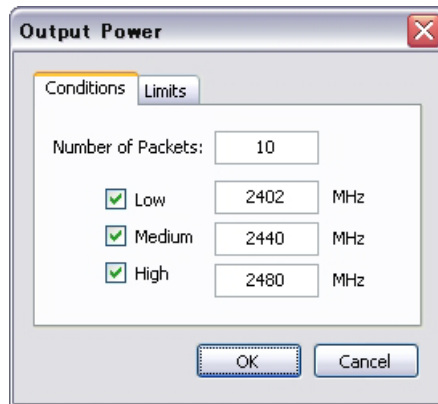 Output Power
Conditions Limits
Number of Packets: 10
Low 2402 MHz
Medium 2440 MHz
High 2480 MHz
OK Cancel